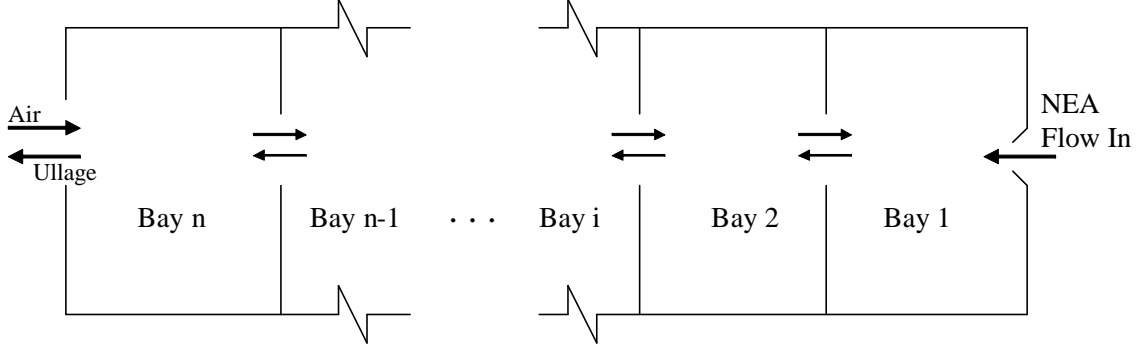 Air
Ullage
NEA
Flow In
Bay n
Bay n-1
. . .
Bay i
Bay 2
Bay 1